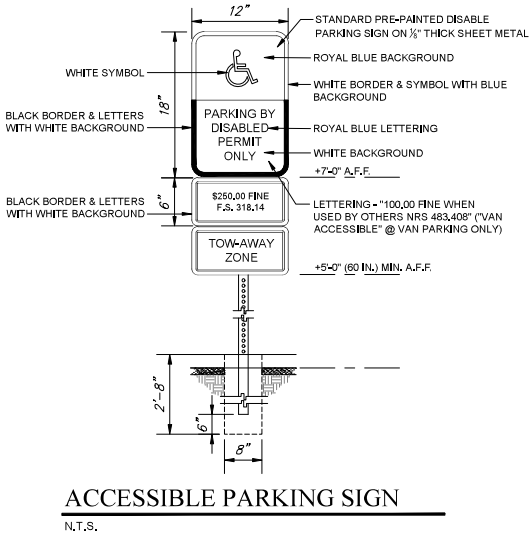 12"
STANDARD PRE-PAINTED DISABLE
PARKING SIGN ON ⅛" THICK SHEET METAL
ROYAL BLUE BACKGROUND
WHITE SYMBOL
WHITE BORDER & SYMBOL WITH BLUE
BACKGROUND
18"
BLACK BORDER & LETTERS
WITH WHITE BACKGROUND
PARKING BY
DISABLED
PERMIT
ONLY
ROYAL BLUE LETTERING
WHITE BACKGROUND
+7'-0" A.F.F.
6"
BLACK BORDER & LETTERS
WITH WHITE BACKGROUND
$250.00 FINE
F.S. 318.14
LETTERING - "100.00 FINE WHEN
USED BY OTHERS NRS 483.408" ("VAN
ACCESSIBLE" @ VAN PARKING ONLY)
TOW-AWAY
ZONE
+5'-0" (60 IN.) MIN. A.F.F.
2'-8"
6"
8"
ACCESSIBLE PARKING SIGN
N.T.S.